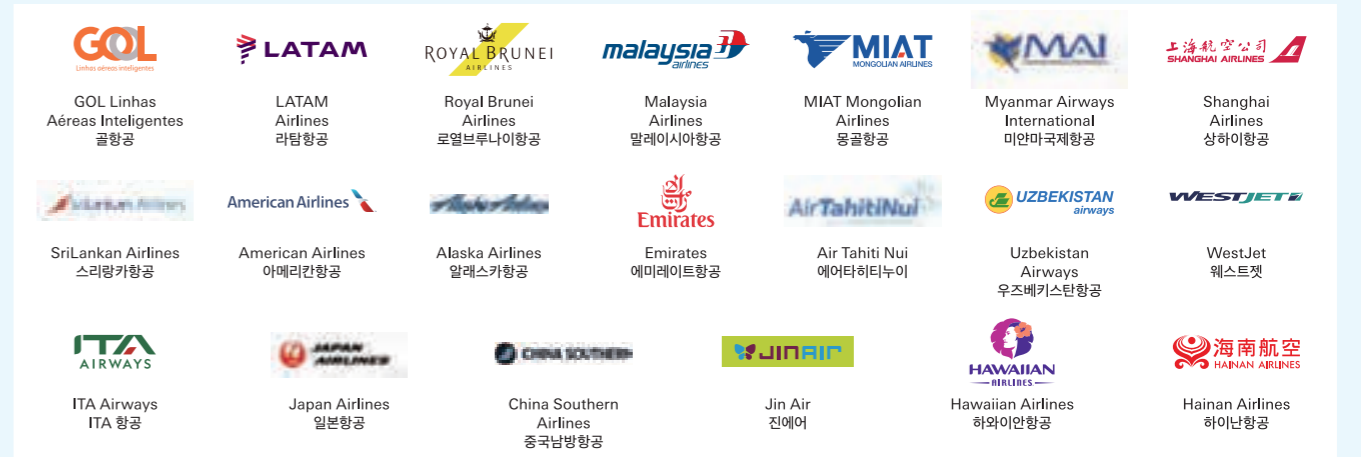 GOL
Linhas aéreas inteligentes
LATAM
ROYAL BRUNEI
AIRLINES
malaysia
airlines
MIAT
MONGOLIAN AIRLINES
MAI
上海航空公司
SHANGHAI AIRLINES
GOL Linhas
Aéreas Inteligentes
골항공
LATAM
Airlines
라탐항공
Royal Brunei
Airlines
로열브루나이항공
Malaysia
Airlines
말레이시아항공
MIAT Mongolian
Airlines
몽골항공
Myanmar Airways
International
미얀마국제항공
Shanghai
Airlines
상하이항공
SriLankan Airlines
American Airlines
Alaska Airlines
Emirates
AirTahitiNui
UZBEKISTAN
airways
WESTJET
SriLankan Airlines
스리랑카항공
American Airlines
아메리칸항공
Alaska Airlines
알래스카항공
Emirates
에미레이트항공
Air Tahiti Nui
에어타히티누이
Uzbekistan
Airways
우즈베키스탄항공
WestJet
웨스트젯
ITA
AIRWAYS
JAPAN
AIRLINES
CHINA SOUTHERN
JINAIR
HAWAIIAN
AIRLINES
海南航空
HAINAN AIRLINES
ITA Airways
ITA 항공
Japan Airlines
일본항공
China Southern
Airlines
중국남방항공
Jin Air
진에어
Hawaiian Airlines
하와이안항공
Hainan Airlines
하이난항공